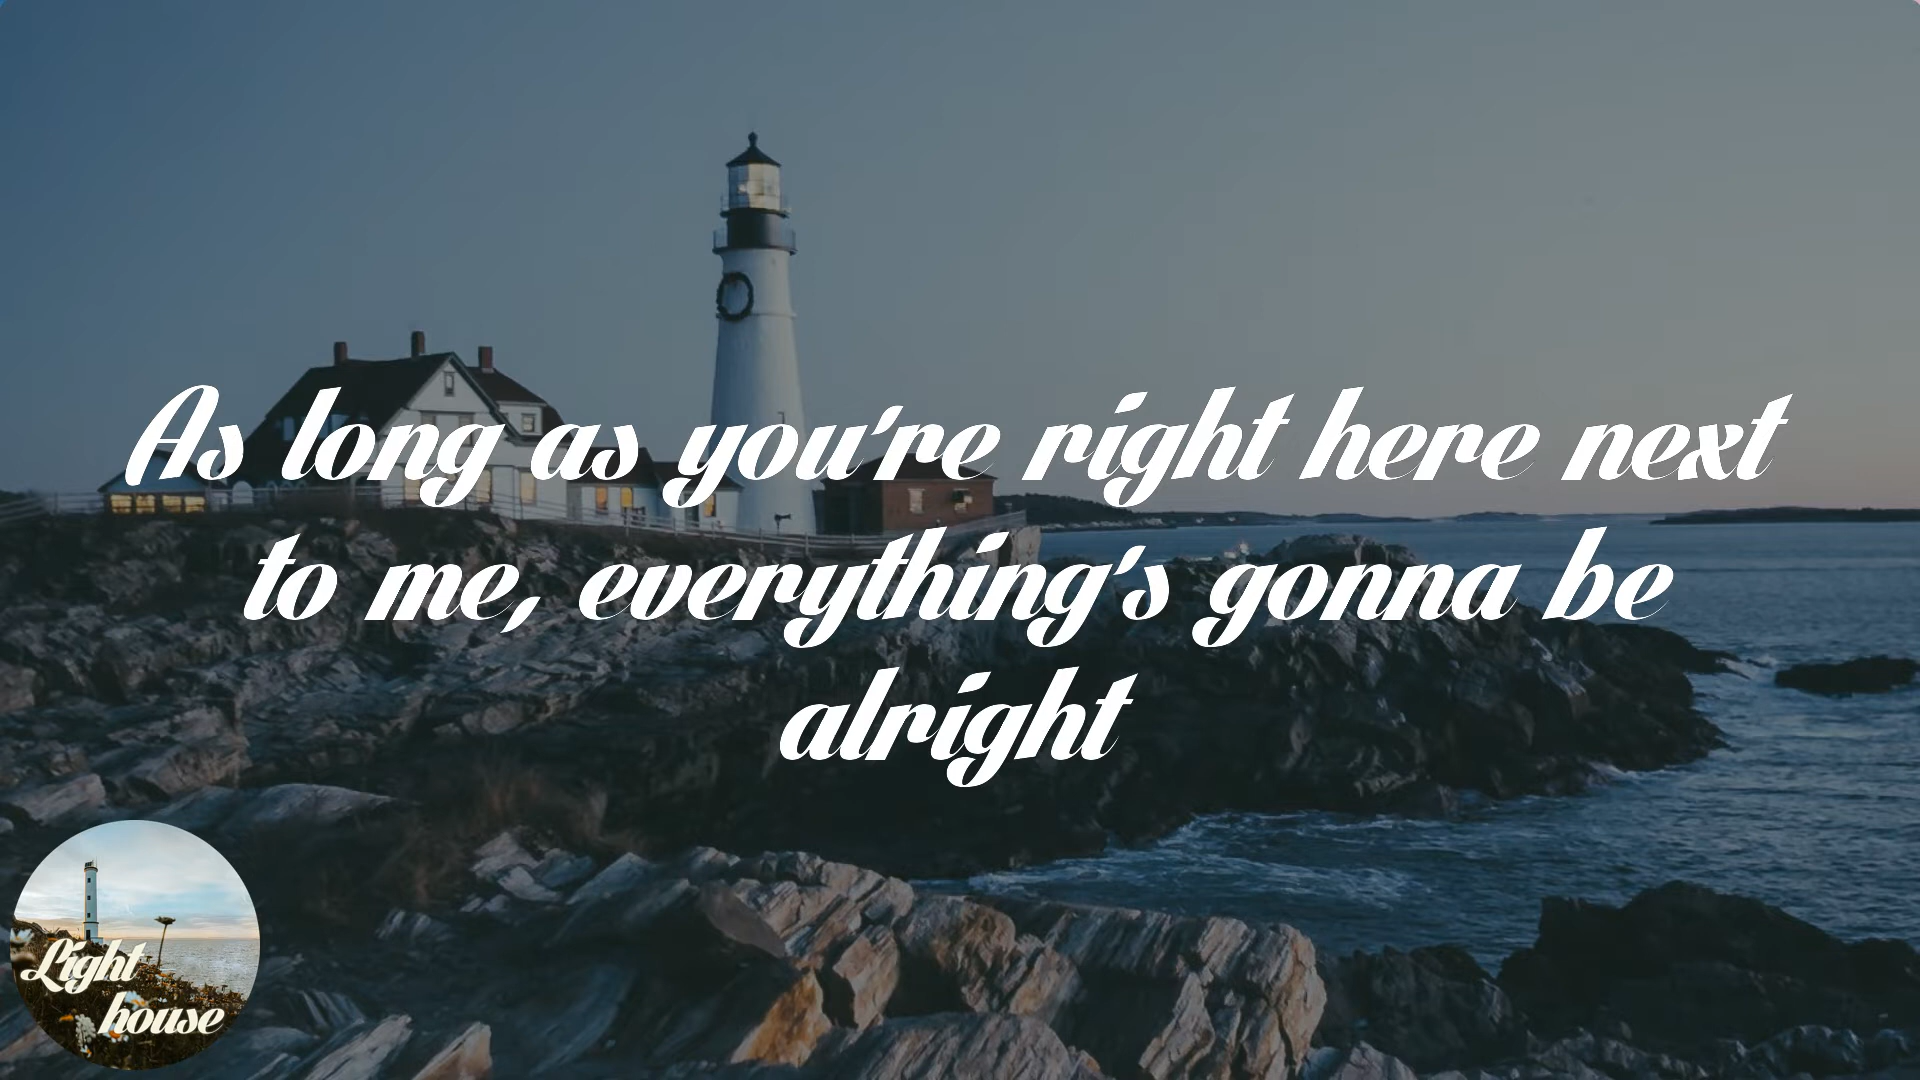 As long as you're right here next
to me, everything's gonna be
alright
Light
house